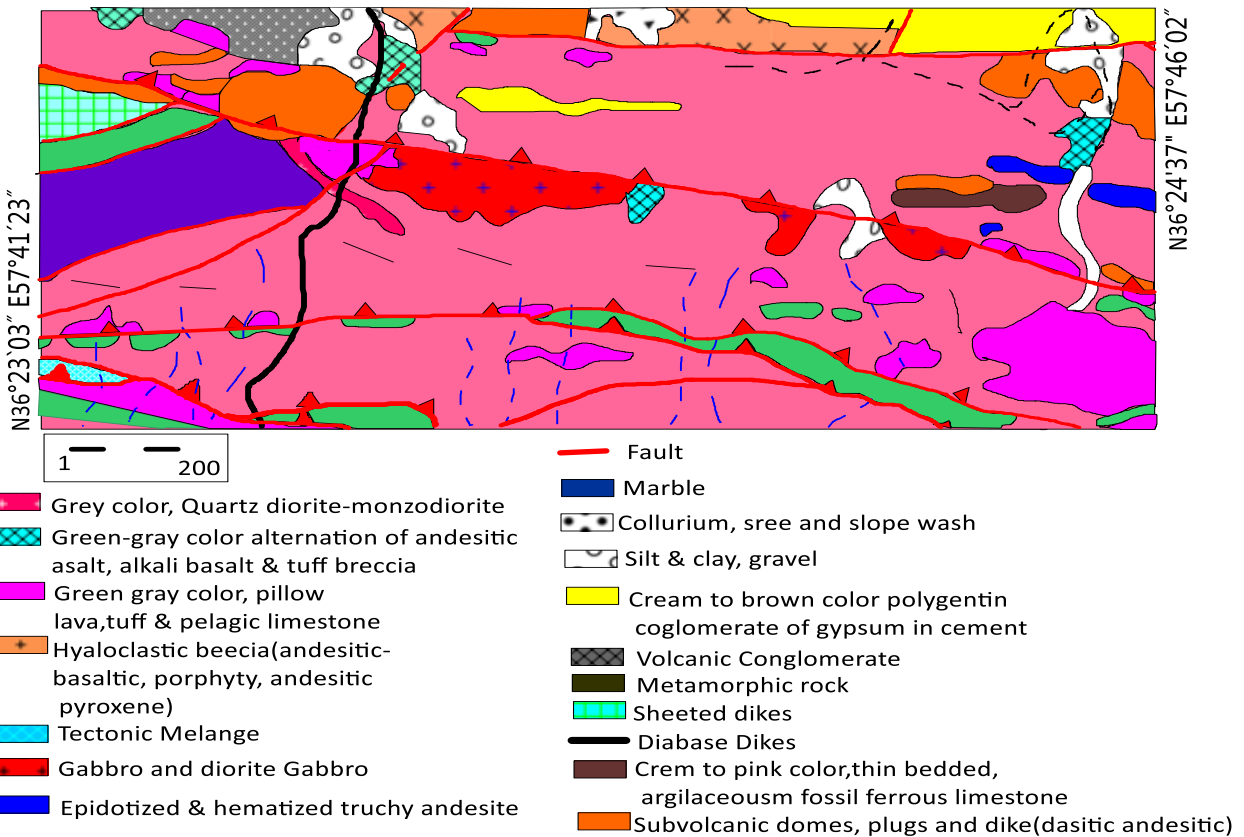 N36°23`03″ E57°41´23″
N36°24'37" E57°46´02″
1 200
Grey color, Quartz diorite-monzodiorite
Green-gray color alternation of andesitic
asalt, alkali basalt & tuff breccia
Green gray color, pillow
lava,tuff & pelagic limestone
Hyaloclastic beecia(andesitic-
basaltic, porphyty, andesitic
pyroxene)
Tectonic Melange
Gabbro and diorite Gabbro
Epidotized & hematized truchy andesite
Fault
Marble
Collurium, sree and slope wash
Silt & clay, gravel
Cream to brown color polygentin
coglomerate of gypsum in cement
Volcanic Conglomerate
Metamorphic rock
Sheeted dikes
Diabase Dikes
Crem to pink color,thin bedded,
argilaceousm fossil ferrous limestone
Subvolcanic domes, plugs and dike(dasitic andesitic)